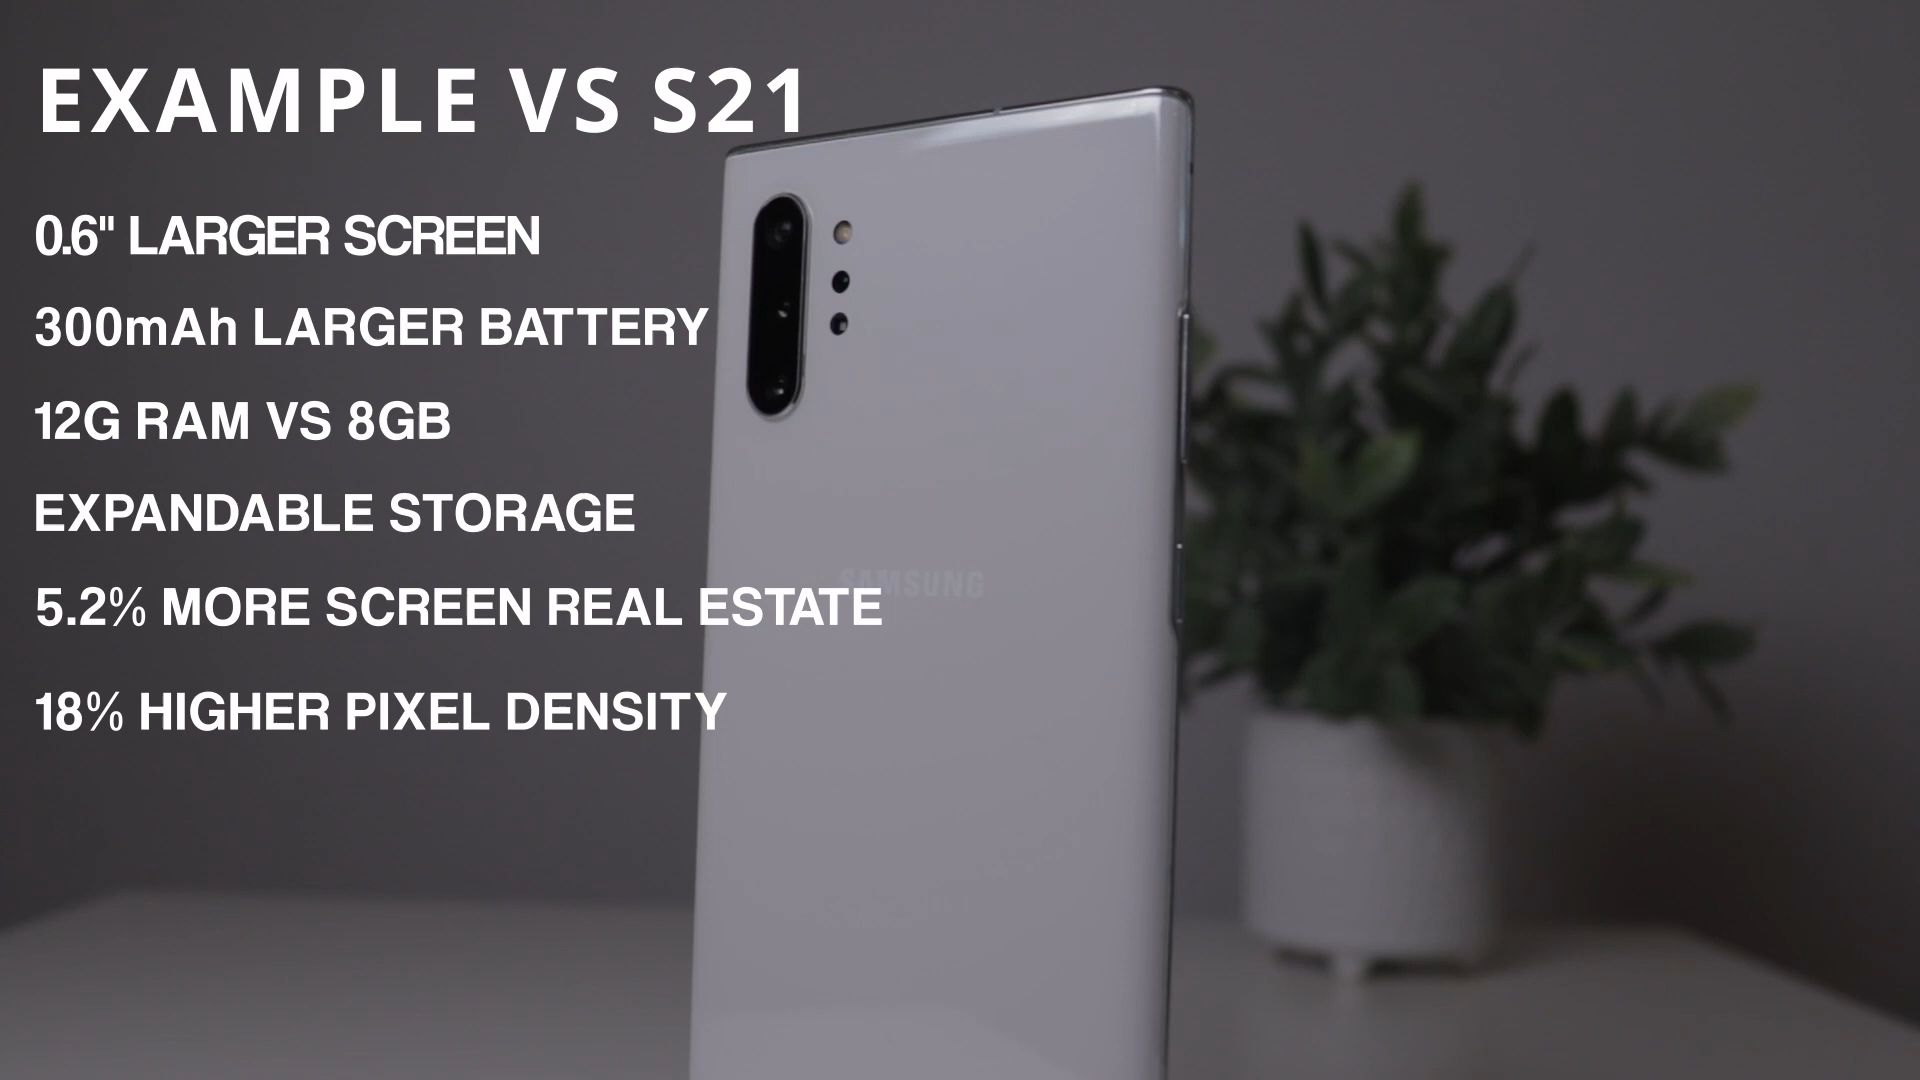 EXAMPLE VS S21
0.6" LARGER SCREEN
300mAh LARGER BATTERY
12G RAM VS 8GB
EXPANDABLE STORAGE
SAMSUNG
5.2% MORE SCREEN REAL ESTATE
18% HIGHER PIXEL DENSITY